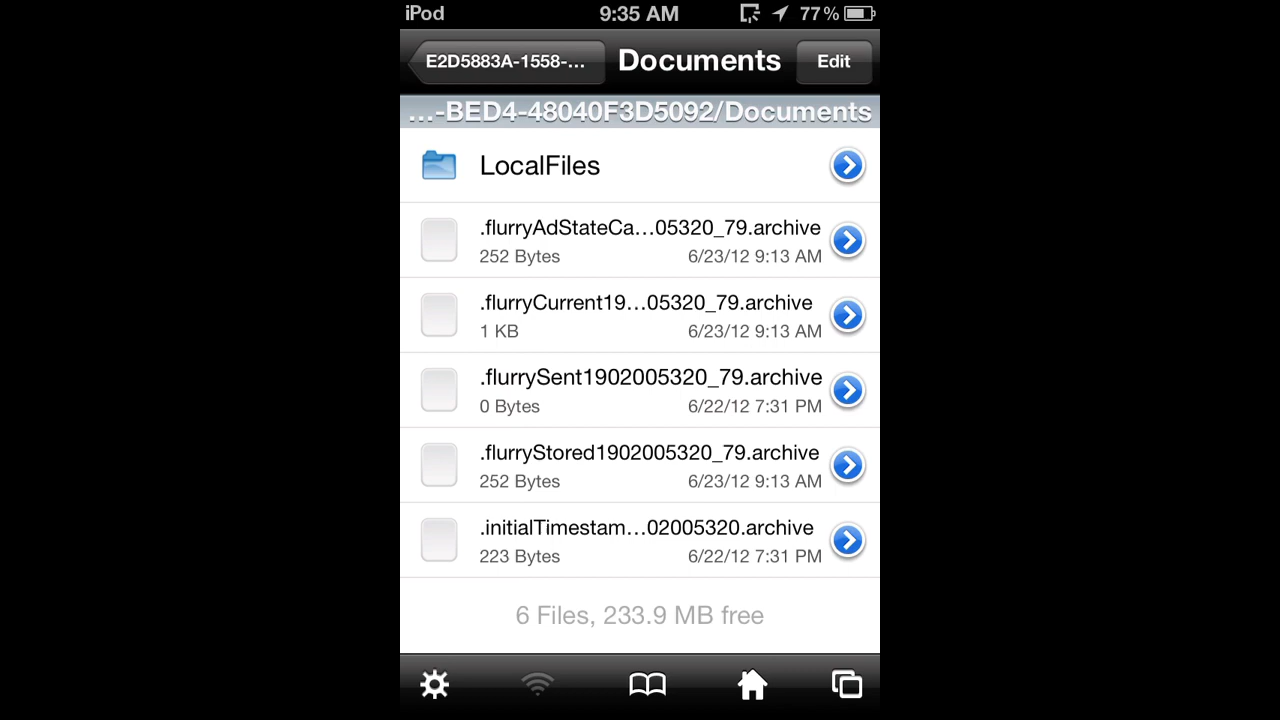 iPod 9:35 AM 77%
E2D5883A-1558-... Documents Edit
...-BED4-48040F3D5092/Documents
LocalFiles
.flurryAdStateCa...05320_79.archive
252 Bytes 6/23/12 9:13 AM
.flurryCurrent19...05320_79.archive
1 KB 6/23/12 9:13 AM
.flurrySent1902005320_79.archive
0 Bytes 6/22/12 7:31 PM
.flurryStored1902005320_79.archive
252 Bytes 6/23/12 9:13 AM
.initialTimestam...02005320.archive
223 Bytes 6/22/12 7:31 PM
6 Files, 233.9 MB free